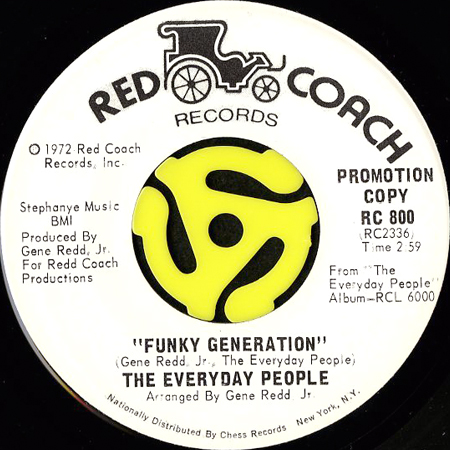 RED COACH
RECORDS
© 1972 Red Coach
Records, Inc.
PROMOTION
COPY
RC 800
(RC2336)
Time 2:59
Stephanye Music
BMI
Produced by
Gene Redd, Jr.
For Redd Coach
Productions
From "The
Everyday People"
Album-RCL 6000
"FUNKY GENERATION"
(Gene Redd, Jr., The Everyday People)
THE EVERYDAY PEOPLE
Arranged By Gene Redd, Jr.
Nationally Distributed By Chess Records New York, N.Y.